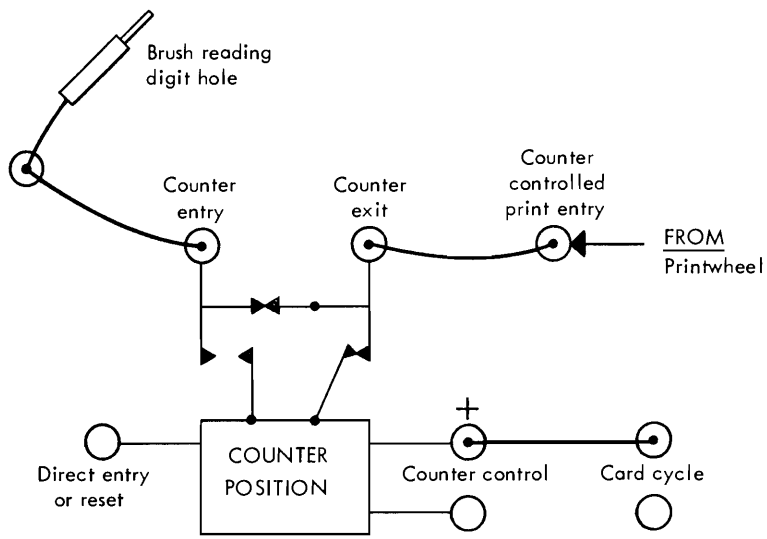 Brush reading
digit hole
Counter
entry
Counter
exit
Counter
controlled
print entry
FROM
Printwheel
COUNTER
POSITION
Direct entry
or reset
+
Counter control
Card cycle